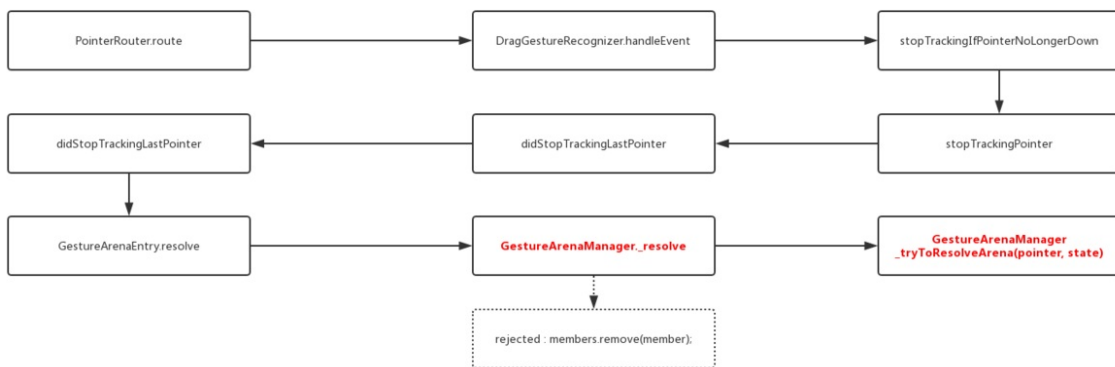 PointerRouter.route
DragGestureRecognizer.handleEvent
stopTrackingIfPointerNoLongerDown
didStopTrackingLastPointer
didStopTrackingLastPointer
stopTrackingPointer
GestureArenaEntry.resolve
GestureArenaManager._resolve
GestureArenaManager
_tryToResolveArena(pointer, state)
rejected : members.remove(member);